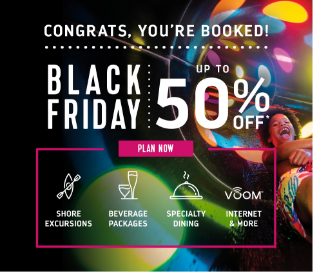 CONGRATS, YOU'RE BOOKED!
BLACK
FRIDAY
UP TO
50%
OFF*
PLAN NOW
SHORE
EXCURSIONS
BEVERAGE
PACKAGES
SPECIALTY
DINING
VOOM
INTERNET
& MORE